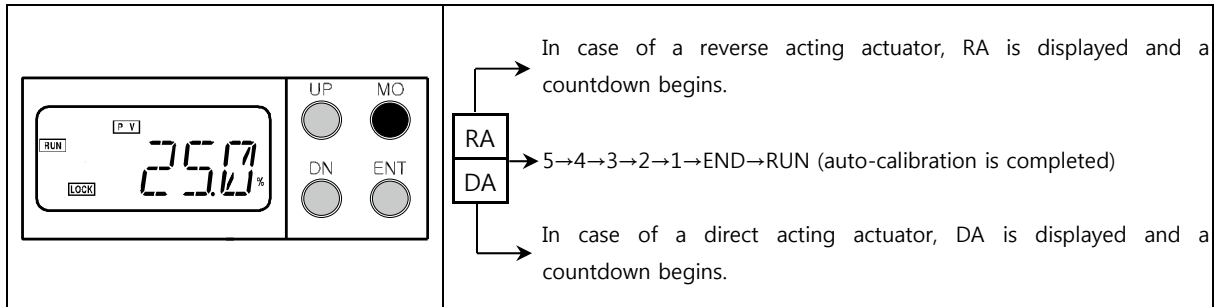 UP MO
P V
RUN
25.0 %
LOCK
DN ENT
In case of a reverse acting actuator, RA is displayed and a
countdown begins.
RA
5→4→3→2→1→END→RUN (auto-calibration is completed)
DA
In case of a direct acting actuator, DA is displayed and a
countdown begins.